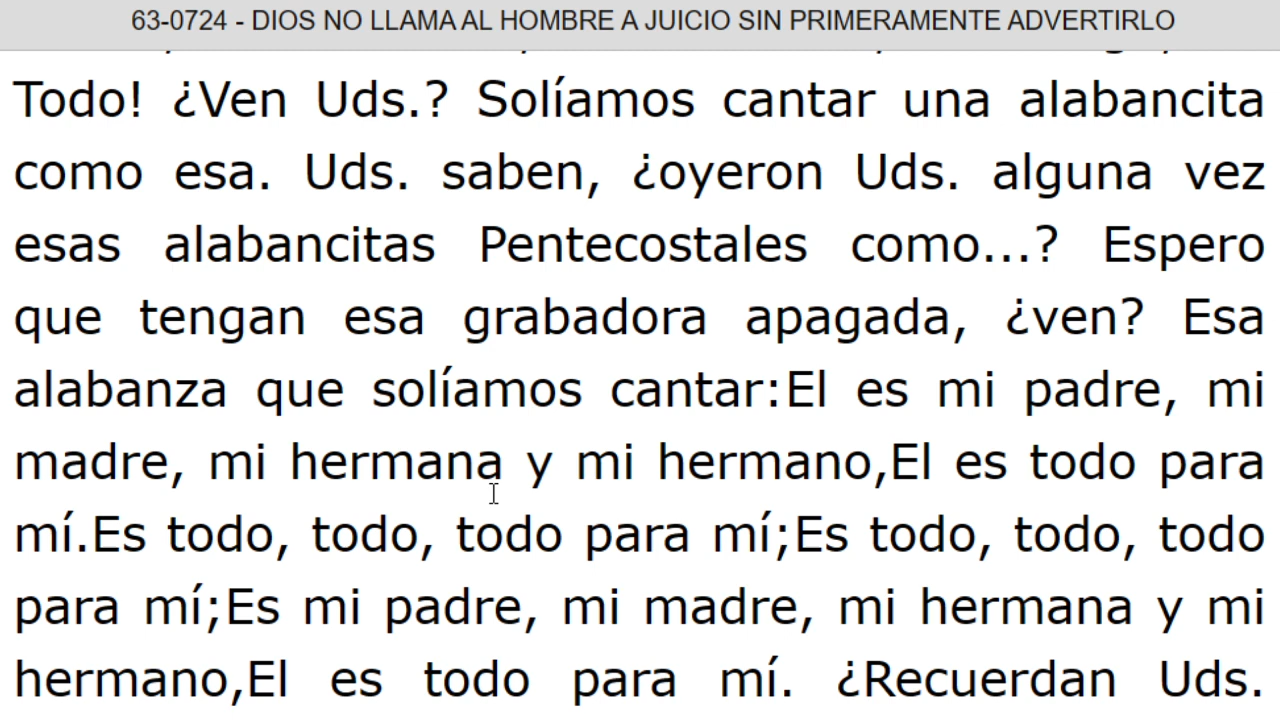 63-0724 - DIOS NO LLAMA AL HOMBRE A JUICIO SIN PRIMERAMENTE ADVERTIRLO
Todo! ¿Ven Uds.? Solíamos cantar una alabancita
como esa. Uds. saben, ¿oyeron Uds. alguna vez
esas alabancitas Pentecostales como...? Espero
que tengan esa grabadora apagada, ¿ven? Esa
alabanza que solíamos cantar:El es mi padre, mi
madre, mi hermana y mi hermano,El es todo para
mí.Es todo, todo, todo para mí;Es todo, todo, todo
para mí;Es mi padre, mi madre, mi hermana y mi
hermano,El es todo para mí. ¿Recuerdan Uds.